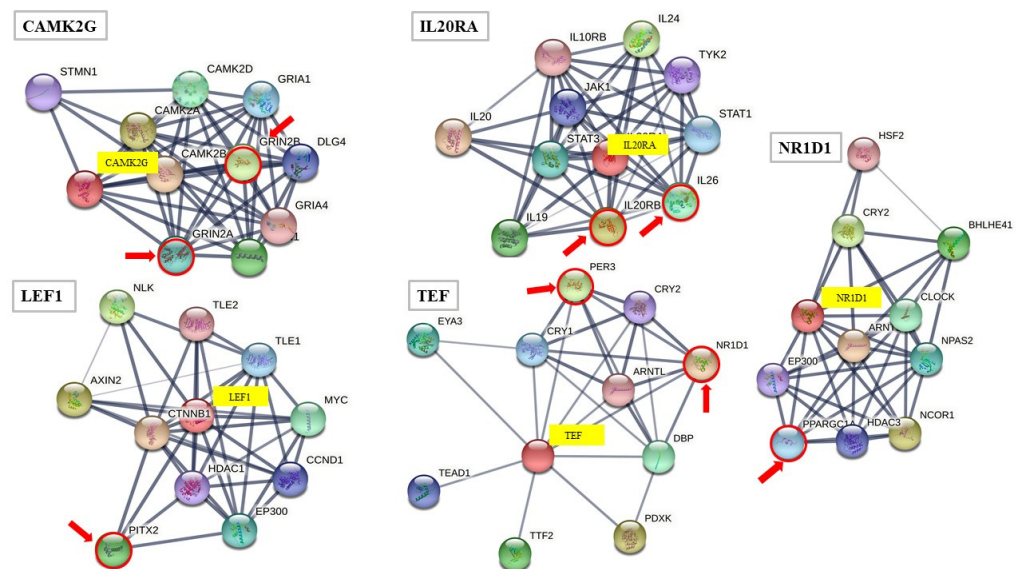 CAMK2G
STMN1
CAMK2D
GRIA1
CAMK2A
GRIN2B
DLG4
CAMK2G
CAMK2B
GRIA4
GRIN2A
IL20RA
IL24
IL10RB
TYK2
JAK1
IL20
STAT1
STAT3
IL20RA
IL26
IL19
IL20RB
NR1D1
HSF2
CRY2
BHLHE41
NR1D1
CLOCK
NPAS2
EP300
PPARGC1A
HDAC3
NCOR1
LEF1
NLK
TLE2
TLE1
AXIN2
LEF1
MYC
CTNNB1
HDAC1
CCND1
EP300
PITX2
TEF
PER3
CRY2
EYA3
CRY1
NR1D1
ARNTL
TEF
DBP
TEAD1
PDXK
TTF2